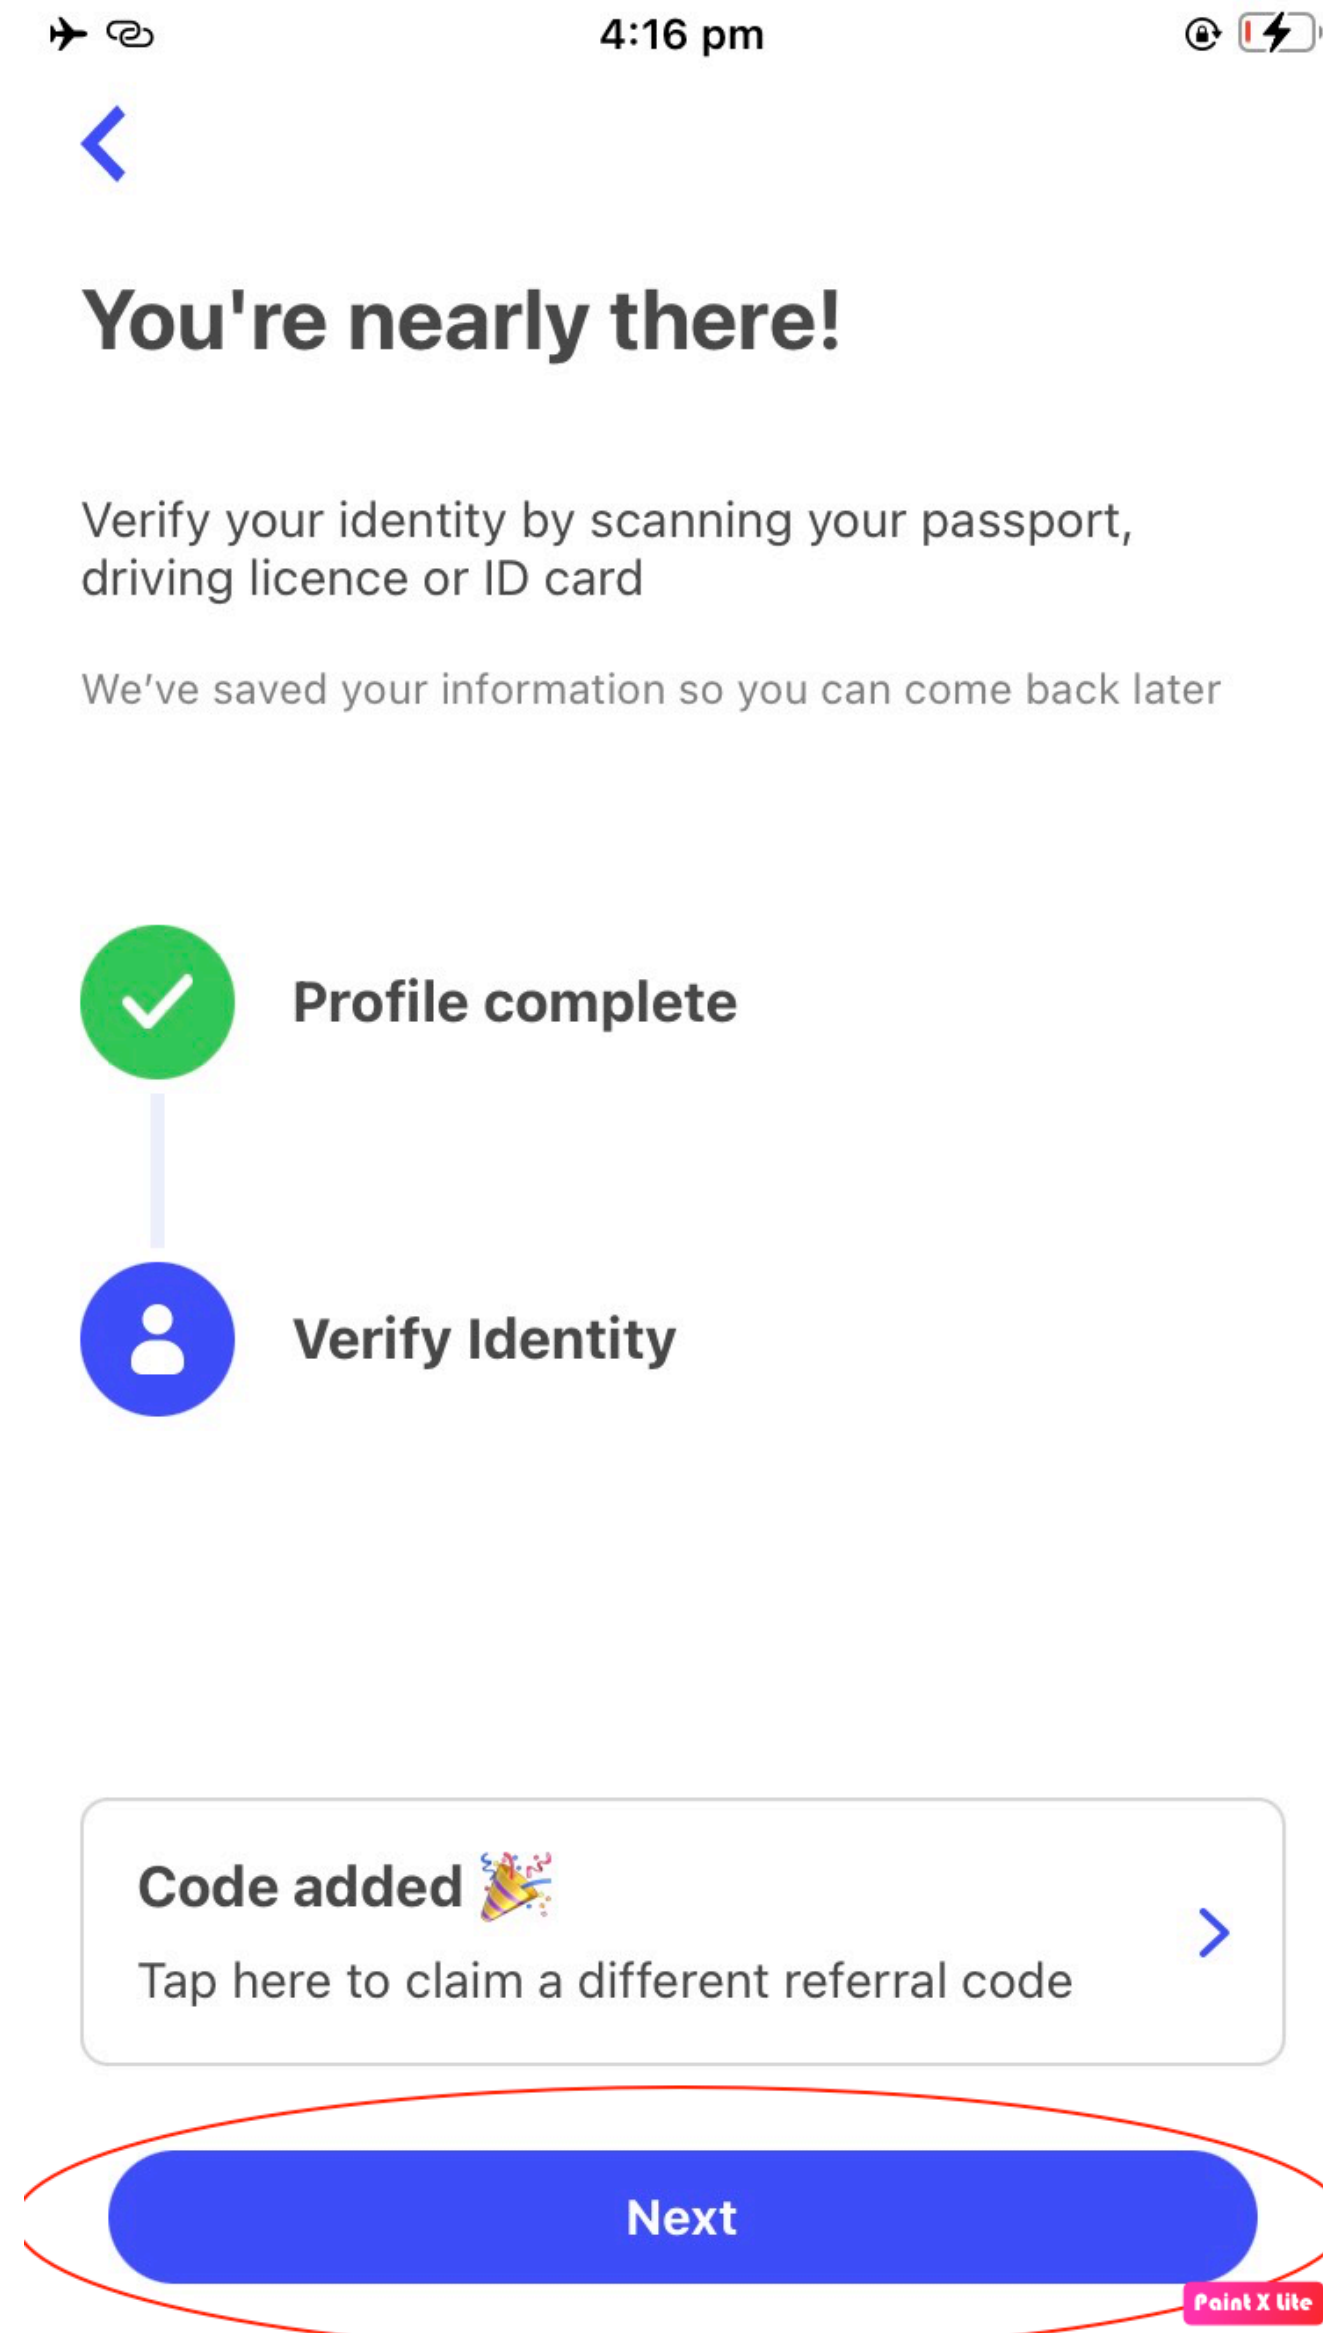 4:16 pm
You're nearly there!
Verify your identity by scanning your passport,
driving licence or ID card
We’ve saved your information so you can come back later
Profile complete
Verify Identity
Code added
Tap here to claim a different referral code
Next
Paint X lite